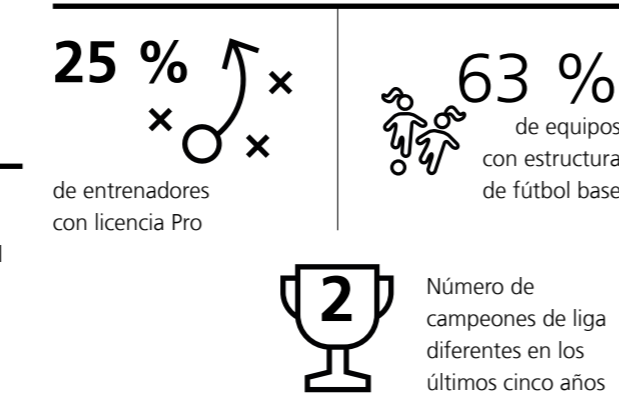 25 %
de entrenadores
con licencia Pro
63 %
de equipos
con estructura
de fútbol base
2
Número de
campeones de liga
diferentes en los
últimos cinco años